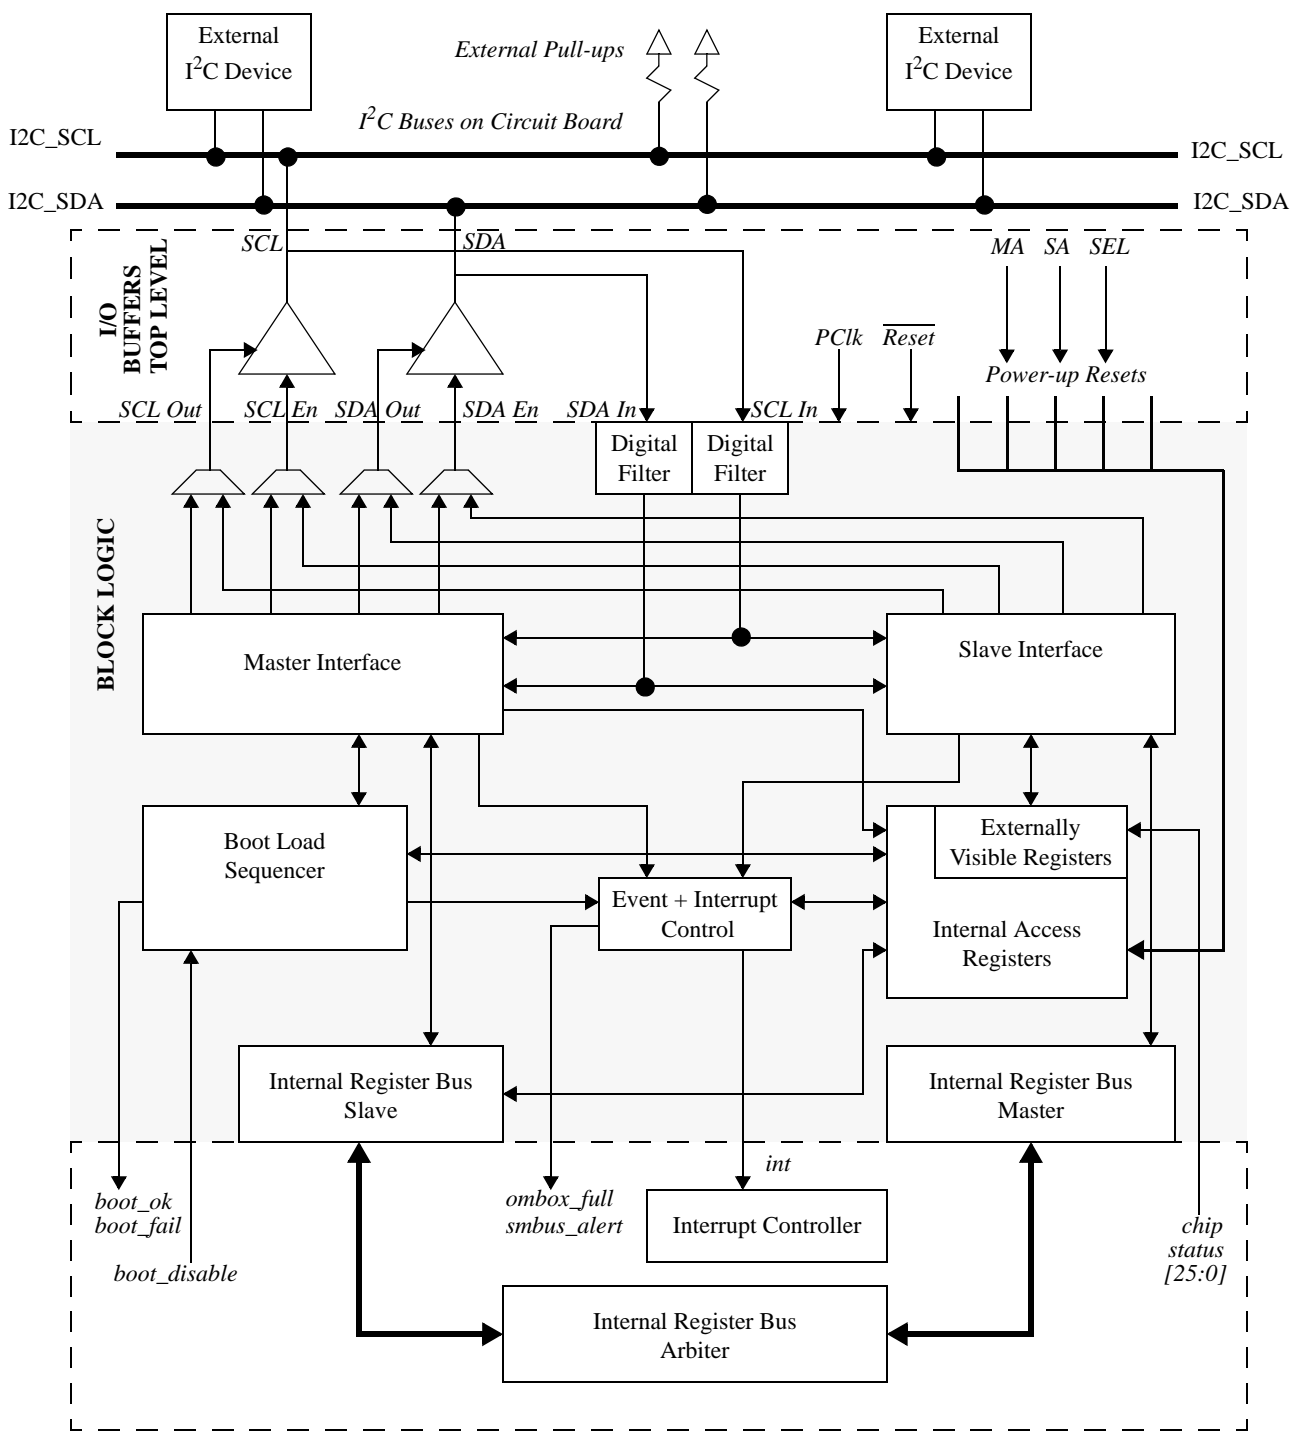 External
I²C Device
External Pull-ups
External
I²C Device
I²C Buses on Circuit Board
I2C_SCL
I2C_SCL
I2C_SDA
I2C_SDA
SCL
SDA
MA
SA
SEL
I/O
BUFFERS
TOP LEVEL
PClk
Reset
Power-up Resets
SCL Out
SCL En
SDA Out
SDA En
SDA In
SCL In
Digital
Filter
Digital
Filter
BLOCK LOGIC
Master Interface
Slave Interface
Boot Load
Sequencer
Externally
Visible Registers
Event + Interrupt
Control
Internal Access
Registers
Internal Register Bus
Slave
Internal Register Bus
Master
int
boot_ok
boot_fail
ombox_full
smbus_alert
Interrupt Controller
chip
status
[25:0]
boot_disable
Internal Register Bus
Arbiter